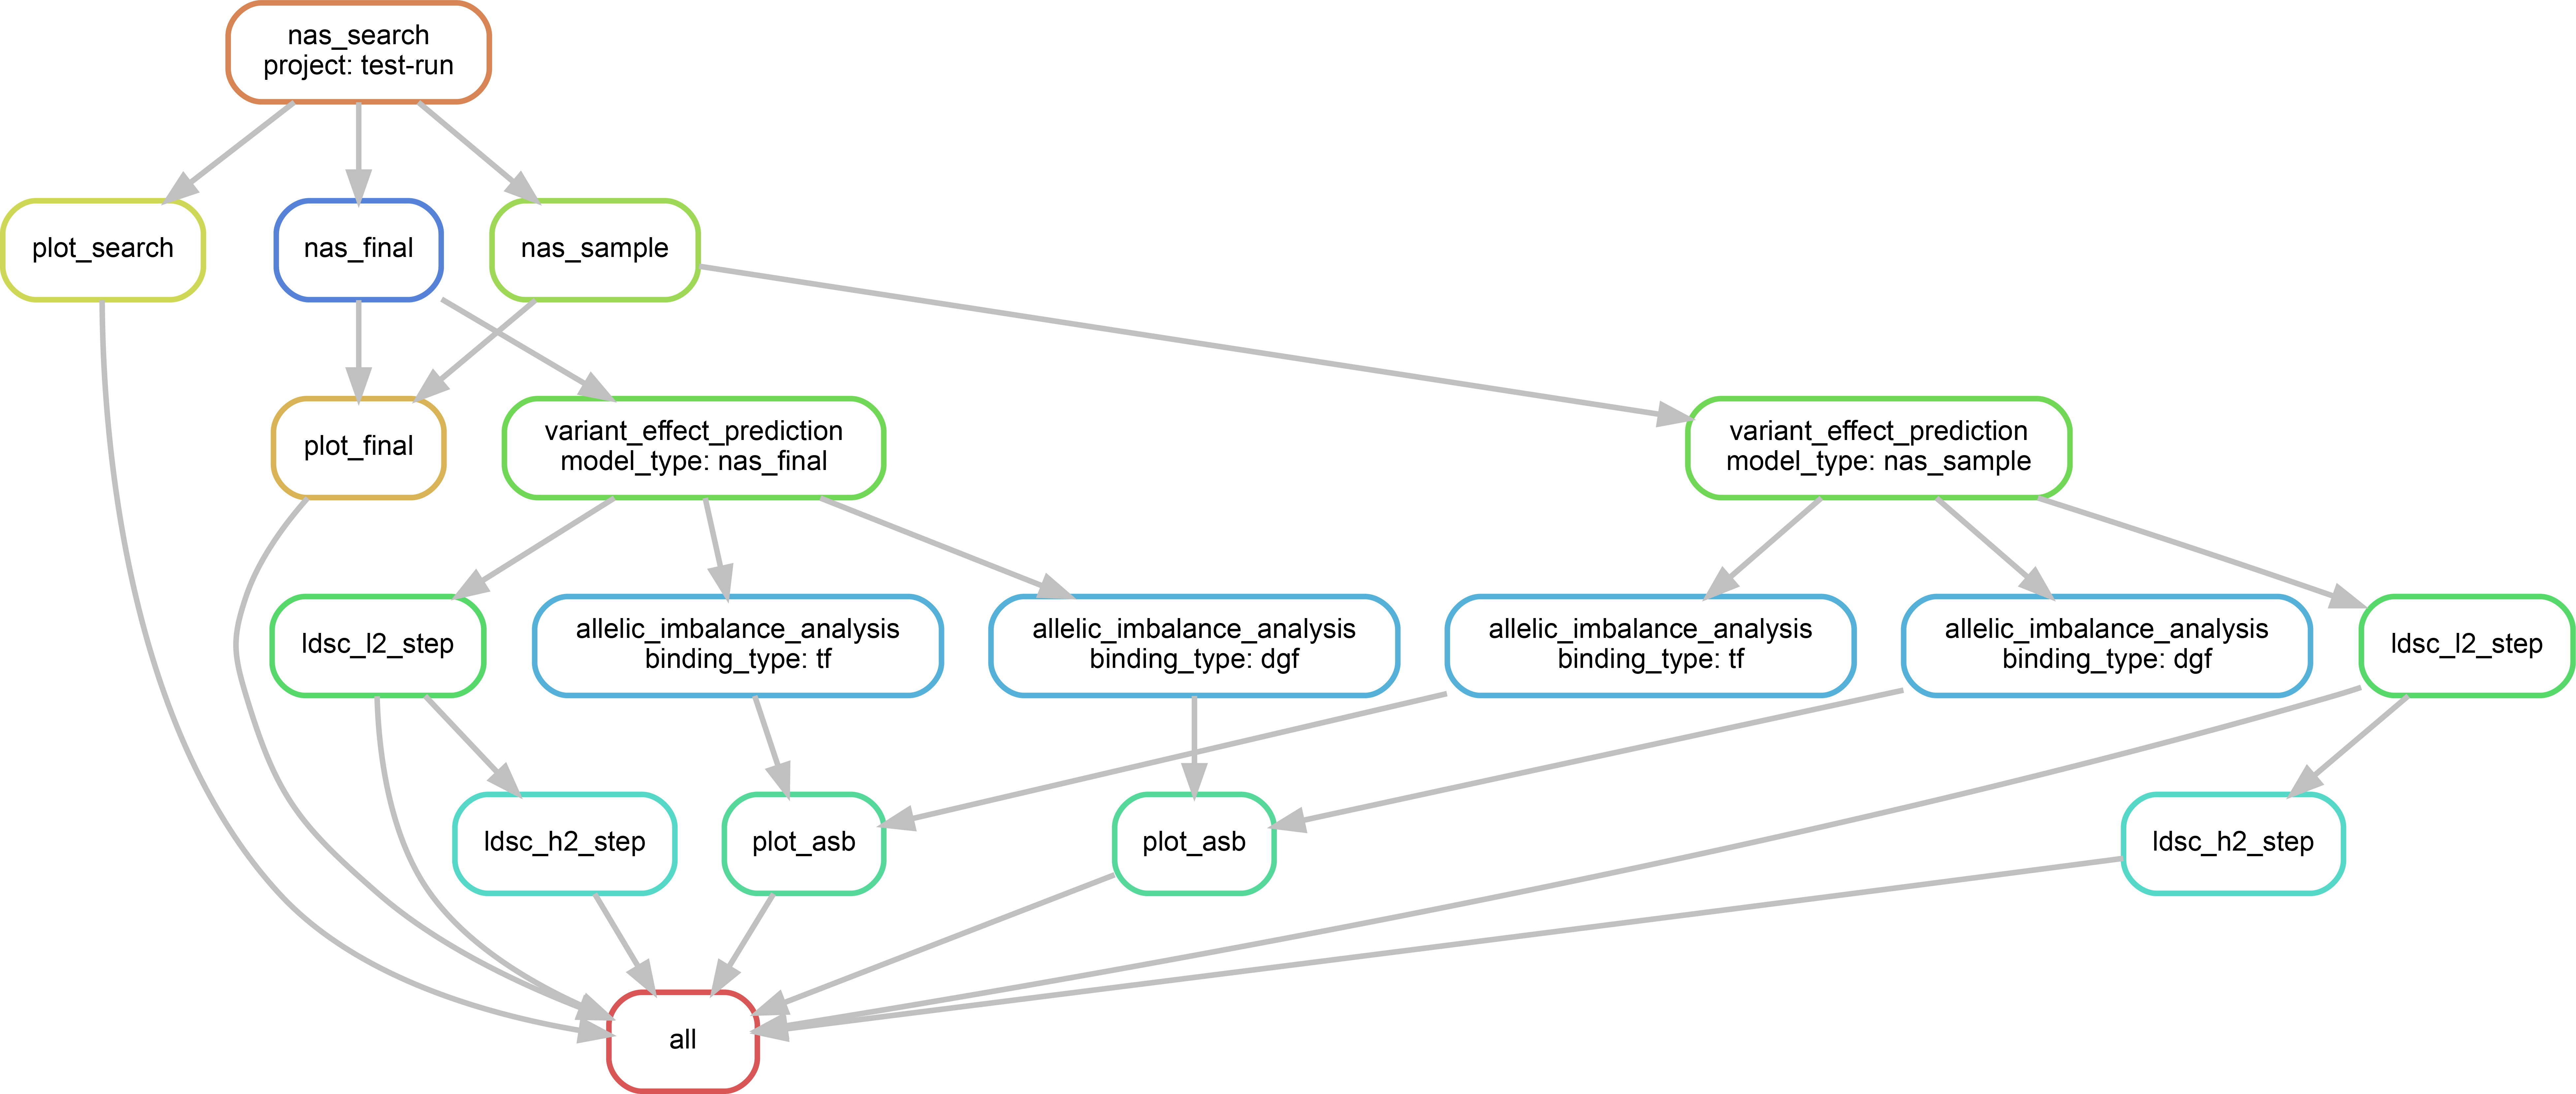 nas_search
project: test-run
plot_search
nas_final
nas_sample
plot_final
variant_effect_prediction
model_type: nas_final
variant_effect_prediction
model_type: nas_sample
ldsc_l2_step
allelic_imbalance_analysis
binding_type: tf
allelic_imbalance_analysis
binding_type: dgf
allelic_imbalance_analysis
binding_type: tf
allelic_imbalance_analysis
binding_type: dgf
ldsc_l2_step
ldsc_h2_step
plot_asb
plot_asb
ldsc_h2_step
all